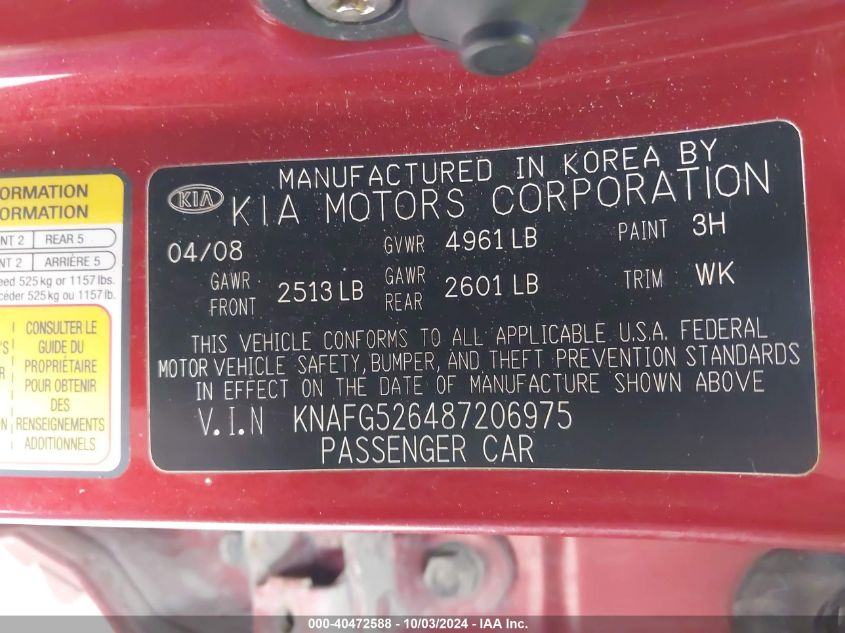 ORMATION
ORMATION
NT 2 REAR 5
NT 2 ARRIÈRE 5
eed 525 kg or 1157 lbs.
céder 525 kg ou 1157 lb.
CONSULTER LE
GUIDE DU
PROPRIÉTAIRE
POUR OBTENIR
DES
RENSEIGNEMENTS
ADDITIONNELS
KIA
MANUFACTURED IN KOREA BY
KIA MOTORS CORPORATION
04/08 GVWR 4961 LB PAINT 3H
GAWR FRONT 2513 LB GAWR REAR 2601 LB TRIM WK
THIS VEHICLE CONFORMS TO ALL APPLICABLE U.S.A. FEDERAL
MOTOR VEHICLE SAFETY, BUMPER, AND THEFT PREVENTION STANDARDS
IN EFFECT ON THE DATE OF MANUFACTURE SHOWN ABOVE
V.I.N KNAFG526487206975
PASSENGER CAR
000-40472588 - 10/03/2024 - IAA Holdings, LLC.